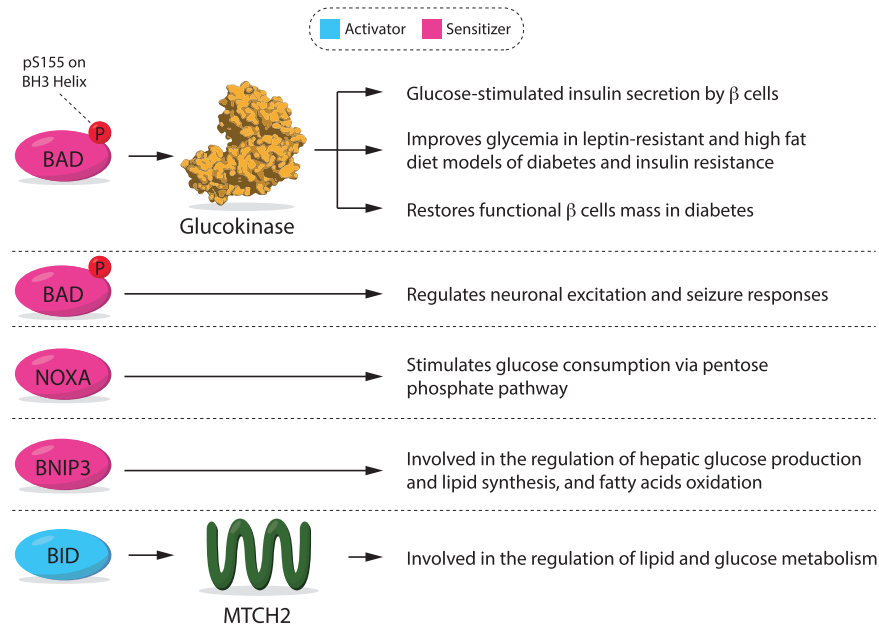 Activator
Sensitizer
pS155 on
BH3 Helix
P
BAD
Glucokinase
Glucose-stimulated insulin secretion by β cells
Improves glycemia in leptin-resistant and high fat
diet models of diabetes and insulin resistance
Restores functional β cells mass in diabetes
P
BAD
Regulates neuronal excitation and seizure responses
NOXA
Stimulates glucose consumption via pentose
phosphate pathway
BNIP3
Involved in the regulation of hepatic glucose production
and lipid synthesis, and fatty acids oxidation
BID
MTCH2
Involved in the regulation of lipid and glucose metabolism